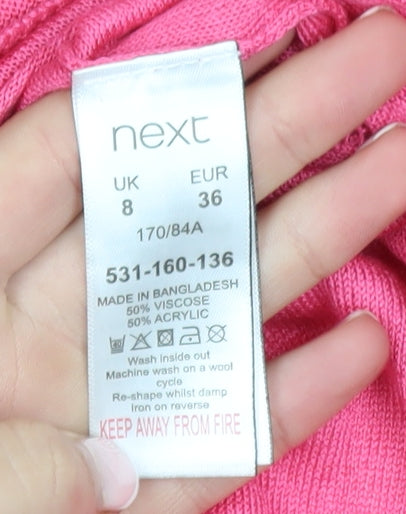 next
UK EUR
8 36
170/84A
531-160-136
MADE IN BANGLADESH
50% VISCOSE
50% ACRYLIC
Wash inside out
Machine wash on a wool
cycle
Re-shape whilst damp
Iron on reverse
KEEP AWAY FROM FIRE